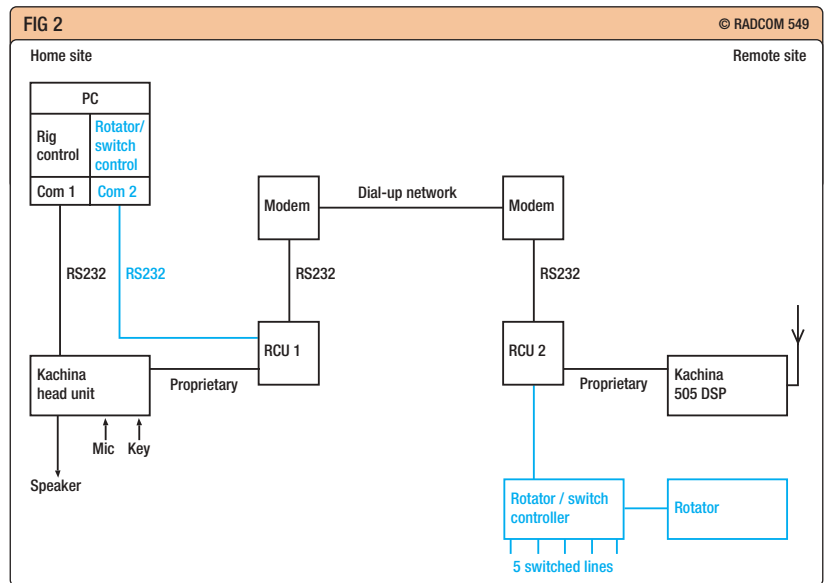 FIG 2
© RADCOM 549
Home site
Remote site
PC
Rig
control
Rotator/
switch
control
Com 1
Com 2
RS232
RS232
Modem
Dial-up network
Modem
RS232
RS232
RCU 1
RCU 2
Kachina
head unit
Proprietary
Proprietary
Kachina
505 DSP
Mic
Key
Speaker
Rotator / switch
controller
Rotator
5 switched lines